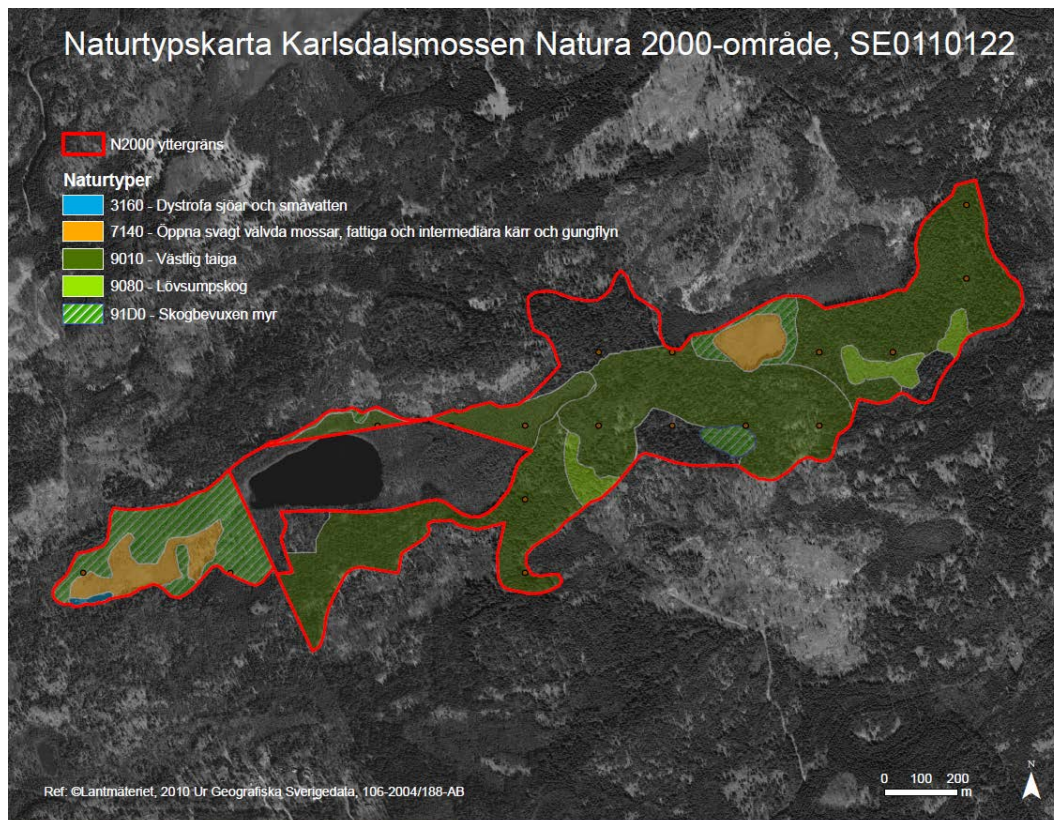 Naturtypskarta Karlsdalsmossen Natura 2000-område, SE0110122
N2000 yttergräns
Naturtyper
3160 - Dystrofa sjöar och småvatten
7140 - Öppna svagt välvda mossar, fattiga och intermediära kärr och gungflyn
9010 - Västlig taiga
9080 - Lövsumpskog
91D0 - Skogbevuxen myr
N
0 100 200
m
Ref: ©Lantmäteriet, 2010 Ur Geografiska Sverigedata, 106-2004/188-AB